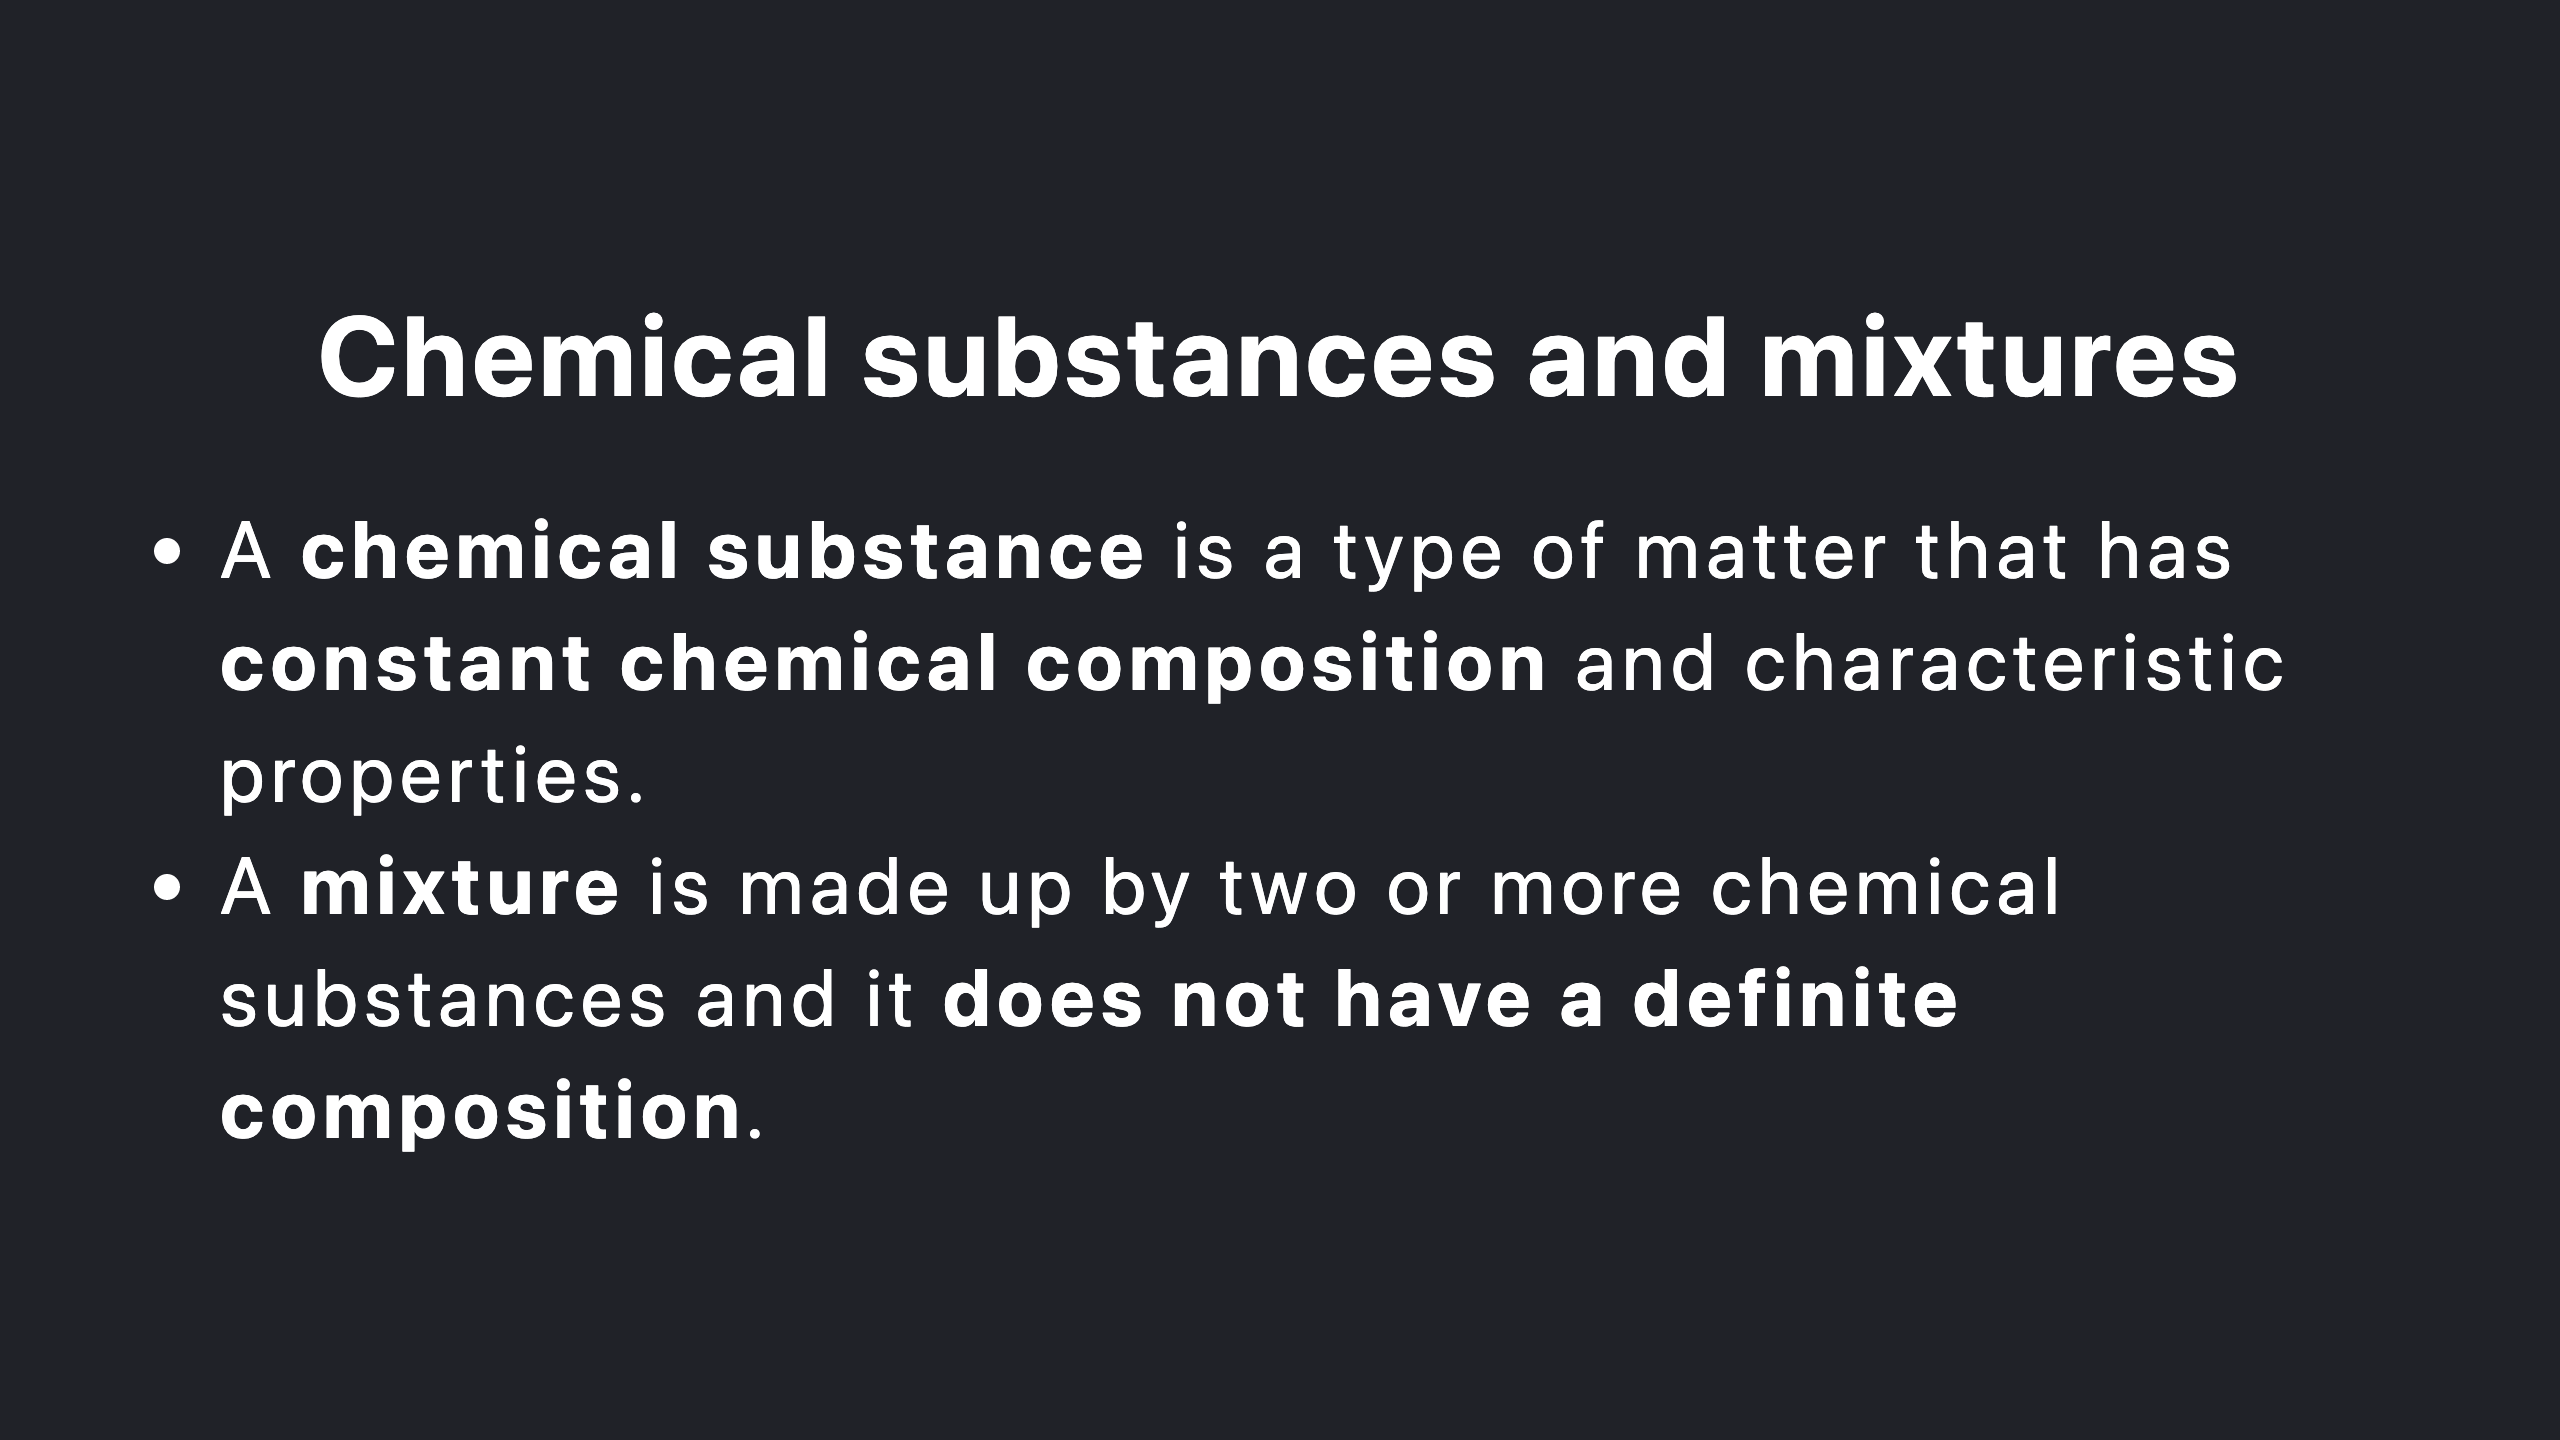 Chemical substances and mixtures
• A chemical substance is a type of matter that has
constant chemical composition and characteristic
properties.
• A mixture is made up by two or more chemical
substances and it does not have a definite
composition.